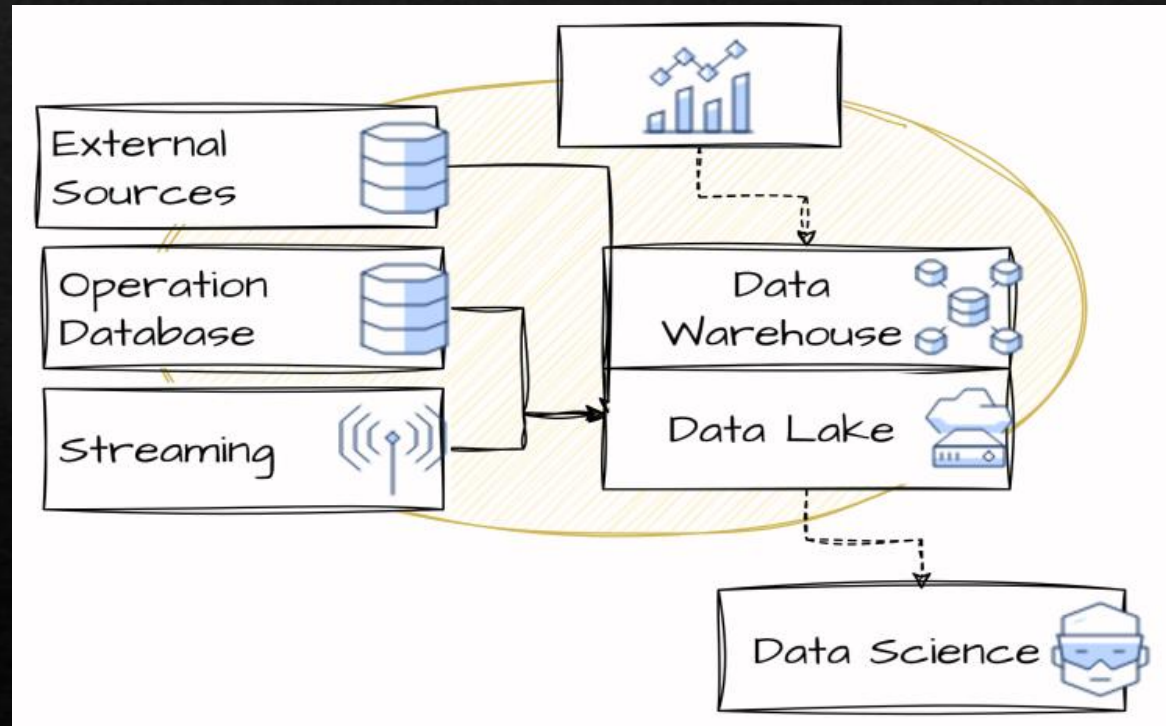 External
Sources
Operation
Database
Streaming
Data
Warehouse
Data Lake
Data Science